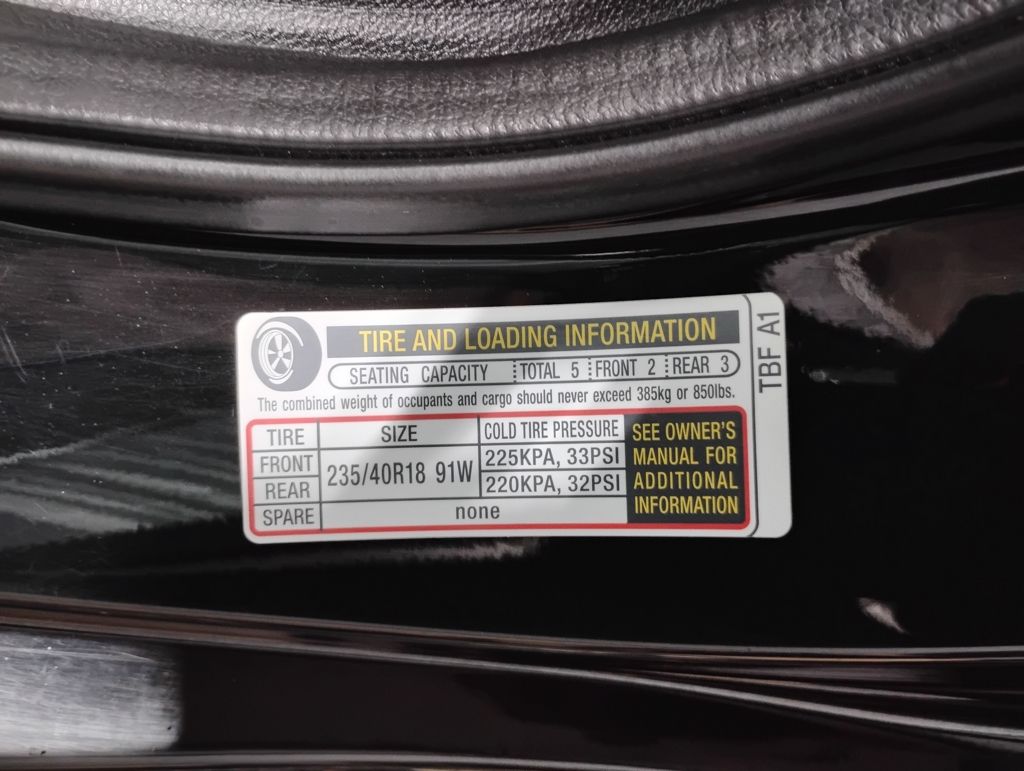 TIRE AND LOADING INFORMATION
SEATING CAPACITY TOTAL 5 FRONT 2 REAR 3
The combined weight of occupants and cargo should never exceed 385kg or 850lbs.
TIRE SIZE COLD TIRE PRESSURE
FRONT 235/40R18 91W 225KPA, 33PSI
REAR 220KPA, 32PSI
SPARE none
SEE OWNER'S
MANUAL FOR
ADDITIONAL
INFORMATION
TBF A1